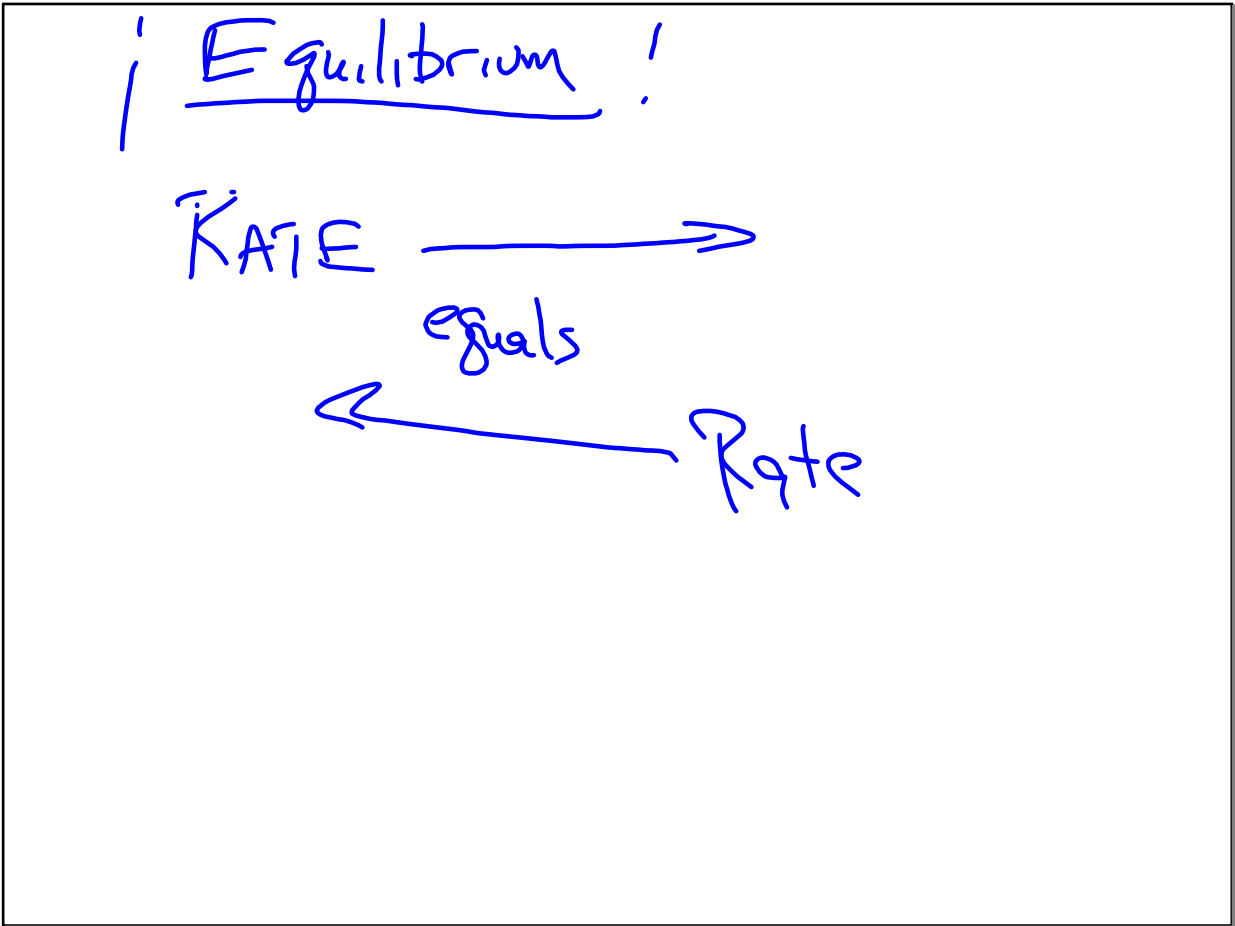 ¡ Equilibrium !
RATE →
equals
← Rate